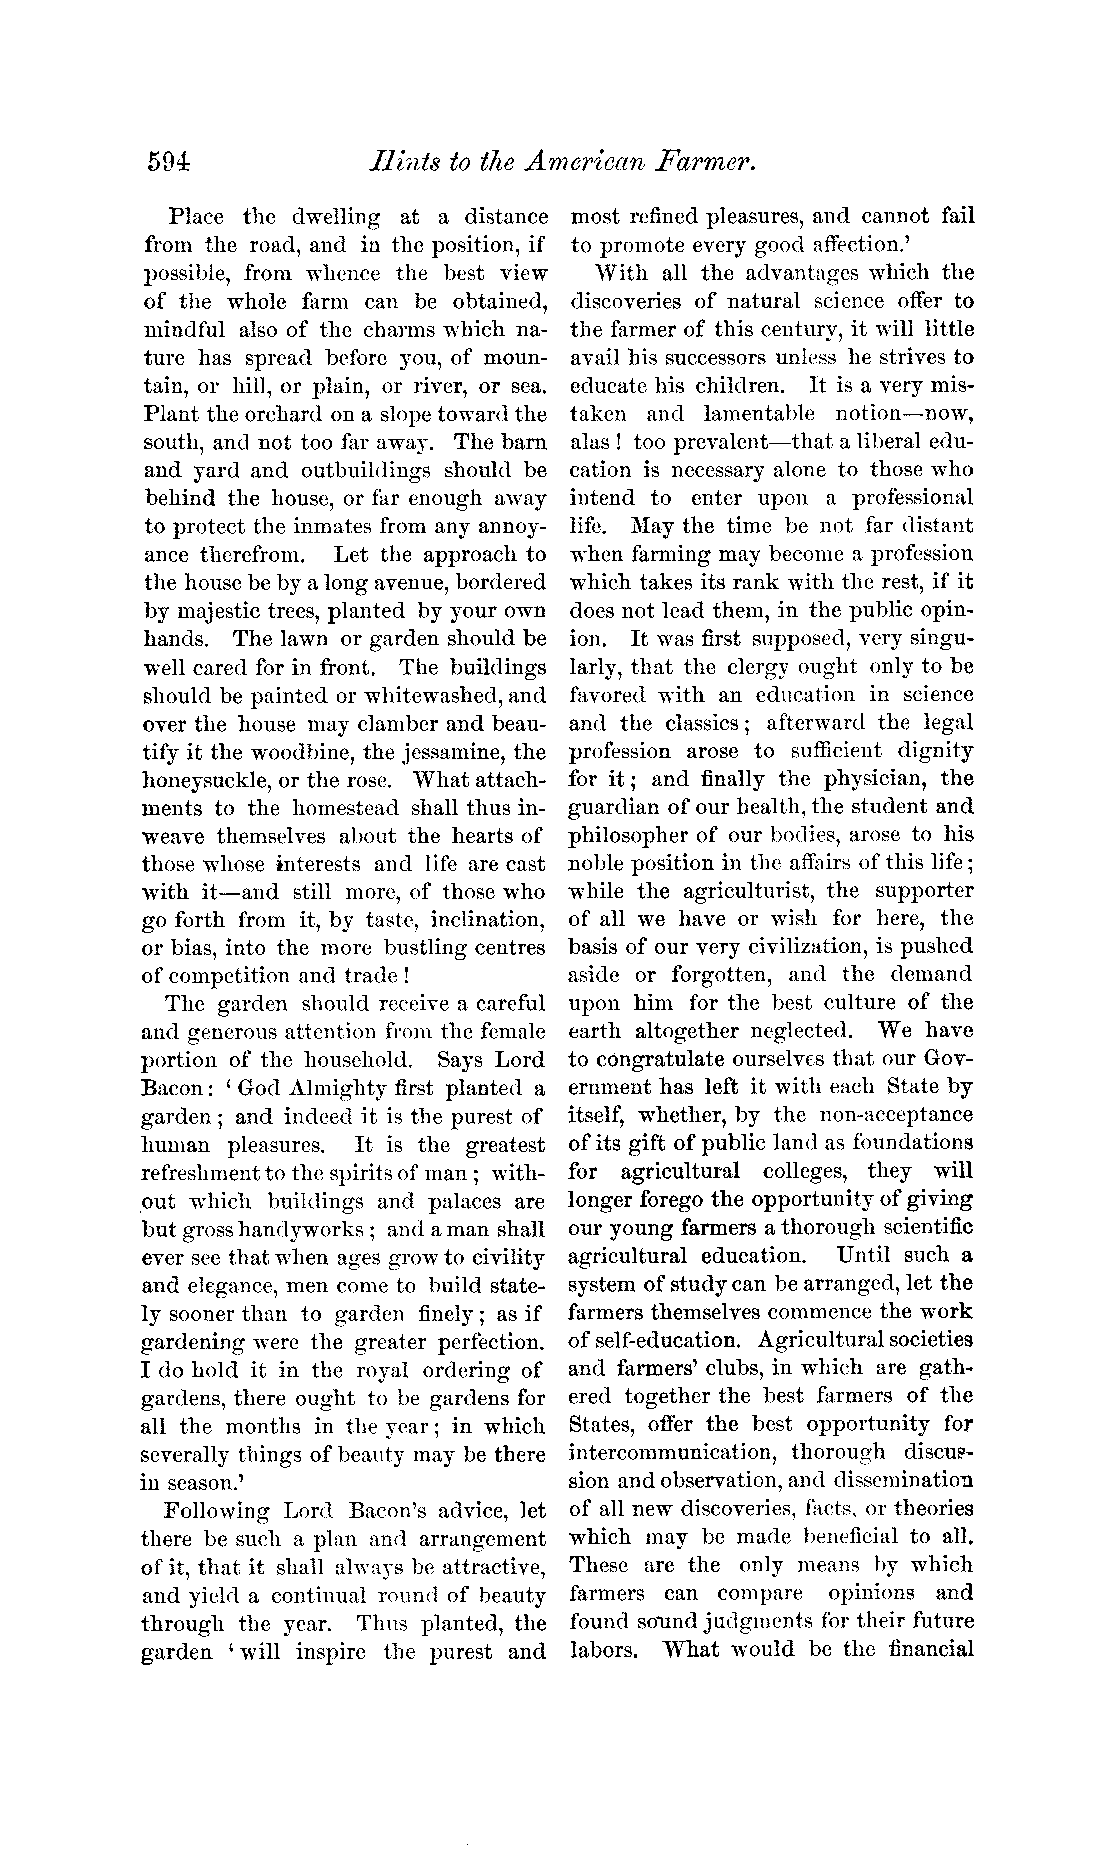 594
Hints to the American Farmer.
Place the dwelling at a distance
from the road, and in the position, if
possible, from whence the best view
of the whole farm can be obtained,
mindful also of the charms which na-
ture has spread before you, of moun-
tain, or hill, or plain, or river, or sea.
Plant the orchard on a slope toward the
south, and not too far away. The barn
and yard and outbuildings should be
behind the house, or far enough away
to protect the inmates from any annoy-
ance therefrom. Let the approach to
the house be by a long avenue, bordered
by majestic trees, planted by your own
hands. The lawn or garden should be
well cared for in front. The buildings
should be painted or whitewashed, and
over the house may clamber and beau-
tify it the woodbine, the jessamine, the
honeysuckle, or the rose. What attach-
ments to the homestead shall thus in-
weave themselves about the hearts of
those whose interests and life are cast
with it—and still more, of those who
go forth from it, by taste, inclination,
or bias, into the more bustling centres
of competition and trade!
The garden should receive a careful
and generous attention from the female
portion of the household. Says Lord
Bacon: 'God Almighty first planted a
garden; and indeed it is the purest of
human pleasures. It is the greatest
refreshment to the spirits of man; with-
out which buildings and palaces are
but gross handyworks; and a man shall
ever see that when ages grow to civility
and elegance, men come to build state-
ly sooner than to garden finely; as if
gardening were the greater perfection.
I do hold it in the royal ordering of
gardens, there ought to be gardens for
all the months in the year; in which
severally things of beauty may be there
in season.'
Following Lord Bacon's advice, let
there be such a plan and arrangement
of it, that it shall always be attractive,
and yield a continual round of beauty
through the year. Thus planted, the
garden 'will inspire the purest and
most refined pleasures, and cannot fail
to promote every good affection.'
With all the advantages which the
discoveries of natural science offer to
the farmer of this century, it will little
avail his successors unless he strives to
educate his children. It is a very mis-
taken and lamentable notion—now,
alas! too prevalent—that a liberal edu-
cation is necessary alone to those who
intend to enter upon a professional
life. May the time be not far distant
when farming may become a profession
which takes its rank with the rest, if it
does not lead them, in the public opin-
ion. It was first supposed, very singu-
larly, that the clergy ought only to be
favored with an education in science
and the classics; afterward the legal
profession arose to sufficient dignity
for it; and finally the physician, the
guardian of our health, the student and
philosopher of our bodies, arose to his
noble position in the affairs of this life;
while the agriculturist, the supporter
of all we have or wish for here, the
basis of our very civilization, is pushed
aside or forgotten, and the demand
upon him for the best culture of the
earth altogether neglected. We have
to congratulate ourselves that our Gov-
ernment has left it with each State by
itself, whether, by the non-acceptance
of its gift of public land as foundations
for agricultural colleges, they will
longer forego the opportunity of giving
our young farmers a thorough scientific
agricultural education. Until such a
system of study can be arranged, let the
farmers themselves commence the work
of self-education. Agricultural societies
and farmers' clubs, in which are gath-
ered together the best farmers of the
States, offer the best opportunity for
intercommunication, thorough discus-
sion and observation, and dissemination
of all new discoveries, facts, or theories
which may be made beneficial to all.
These are the only means by which
farmers can compare opinions and
found sound judgments for their future
labors. What would be the financial